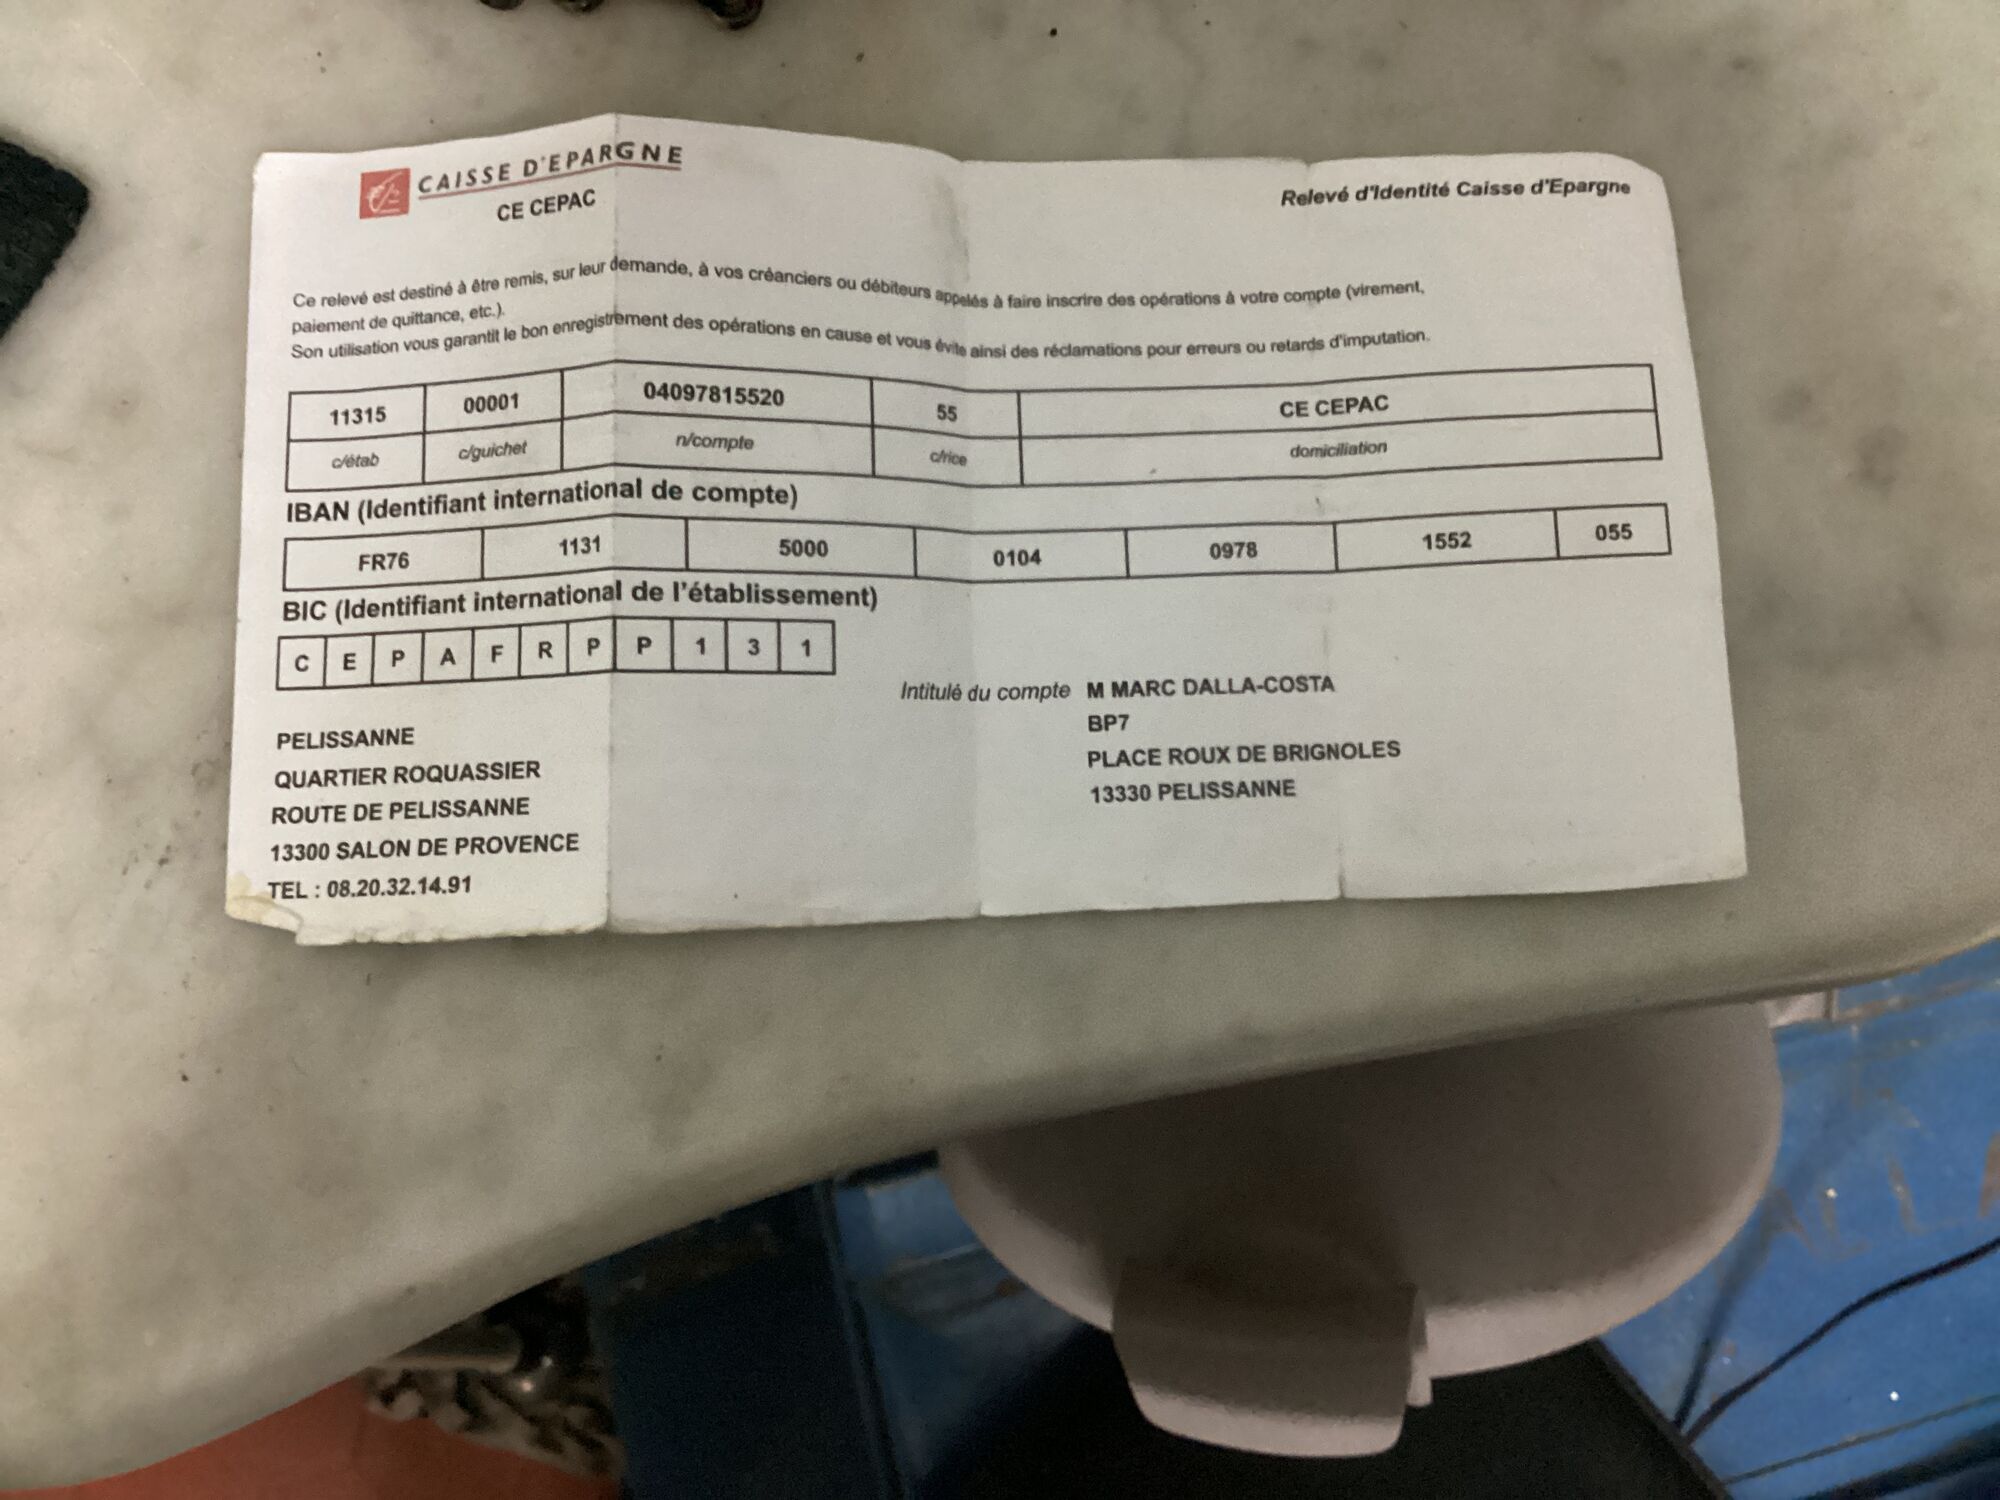 CAISSE D'EPARGNE
CE CEPAC
Relevé d'Identité Caisse d'Epargne
Ce relevé est destiné à être remis, sur leur demande, à vos créanciers ou débiteurs appelés à faire inscrire des opérations à votre compte (virement,
paiement de quittance, etc.).
Son utilisation vous garantit le bon enregistrement des opérations en cause et vous évite ainsi des réclamations pour erreurs ou retards d'imputation.
11315 00001 04097815520 55 CE CEPAC
c/étab c/guichet n/compte c/rice domiciliation
IBAN (Identifiant international de compte)
FR76 1131 5000 0104 0978 1552 055
BIC (Identifiant international de l'établissement)
C E P A F R P P 1 3 1
Intitulé du compte M MARC DALLA-COSTA
BP7
PLACE ROUX DE BRIGNOLES
13330 PELISSANNE
PELISSANNE
QUARTIER ROQUASSIER
ROUTE DE PELISSANNE
13300 SALON DE PROVENCE
TEL : 08.20.32.14.91